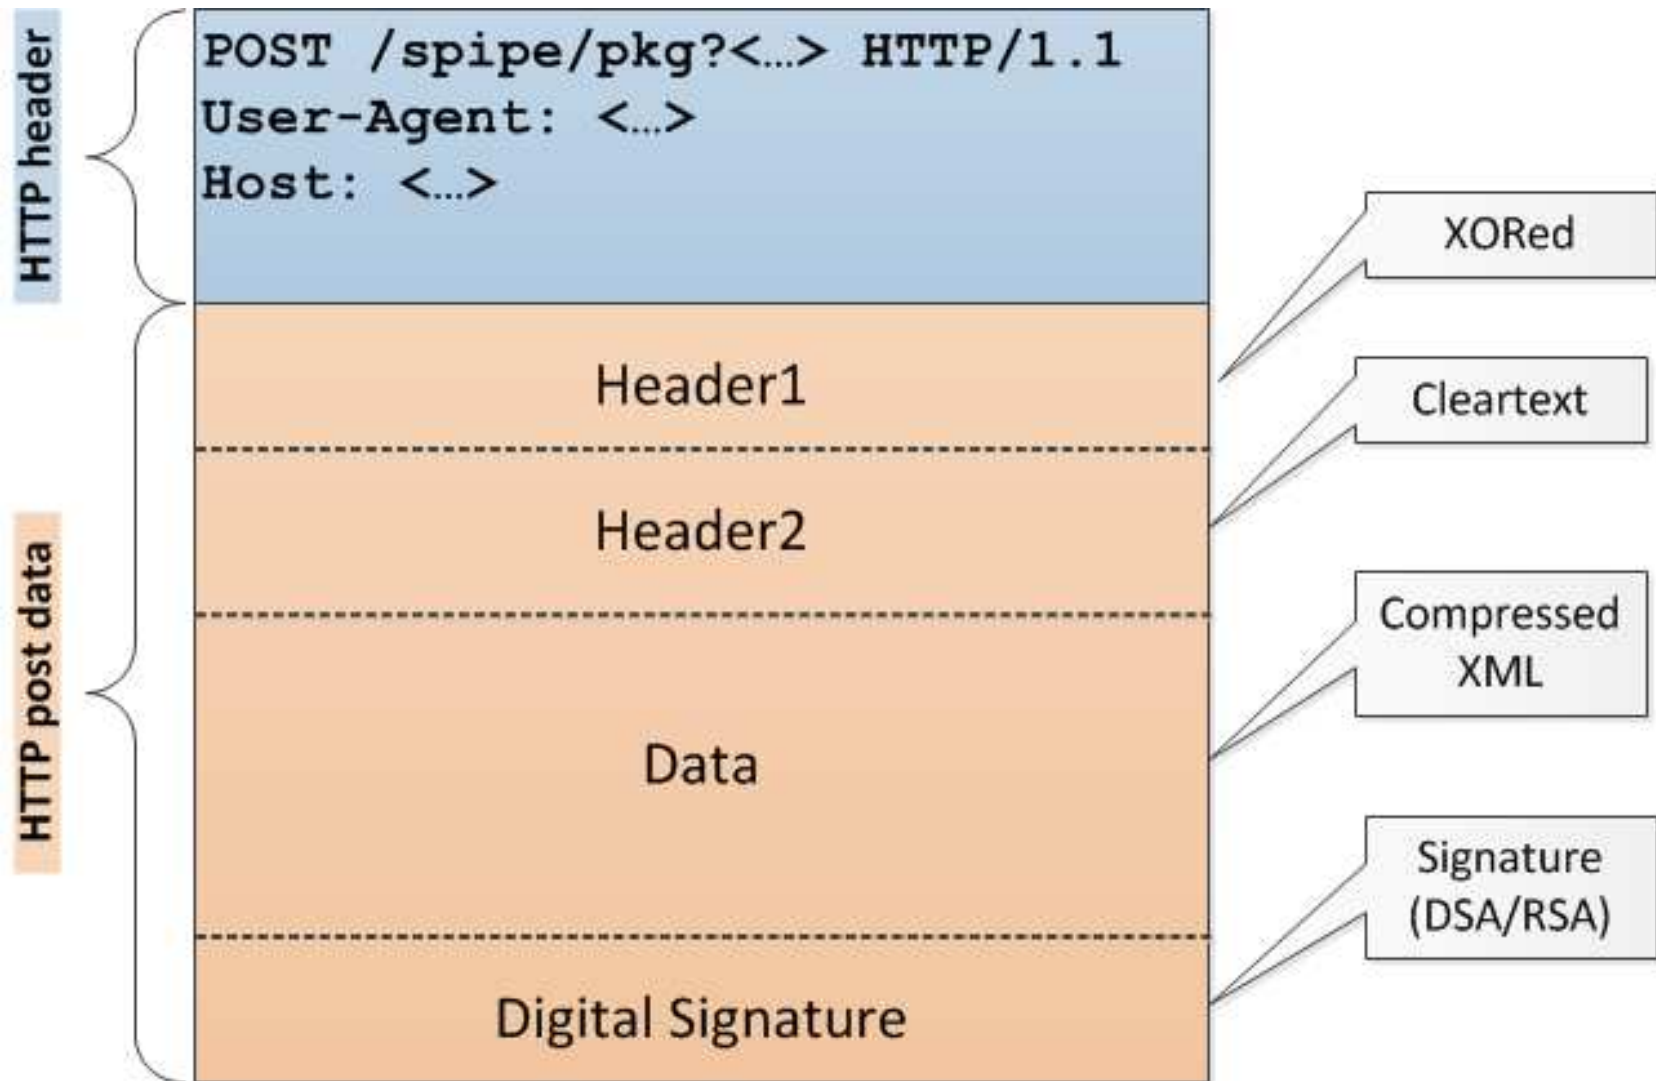 HTTP header
POST /spipe/pkg?<...> HTTP/1.1
User-Agent: <...>
Host: <...>
XORed
Header1
Cleartext
Header2
HTTP post data
Compressed
XML
Data
Signature
(DSA/RSA)
Digital Signature